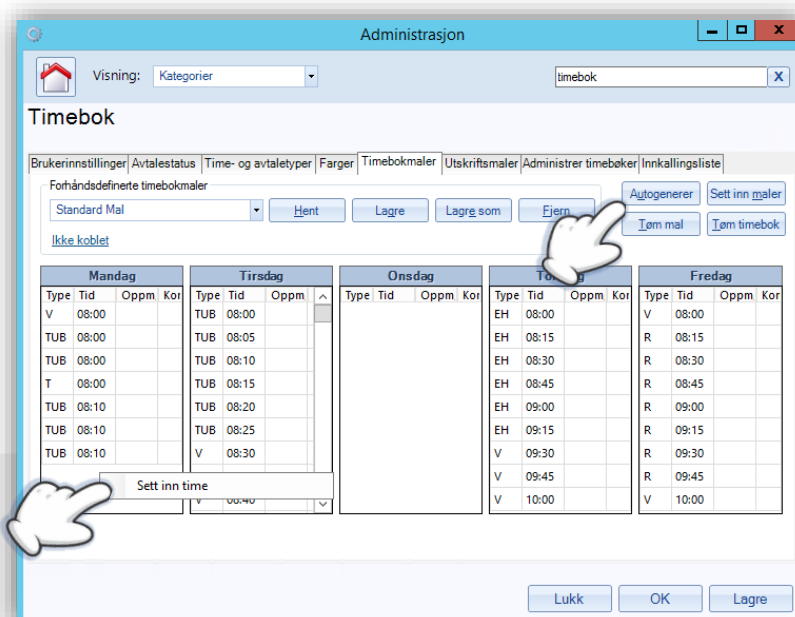 Administrasjon
Visning: Kategorier timebok X
Timebok
Brukerinnstillinger Avtalestatus Time- og avtaletyper Farger Timebokmaler Utskriftsmaler Administrer timebøker Innkallingsliste
Forhåndsdefinerte timebokmaler
Autogenerer Sett inn maler
Standard Mal Hent Lagre Lagre som Fjern
Tøm mal Tøm timebok
Ikke koblet
Mandag Tirsdag Onsdag Fredag
Type Tid Oppm Kor Type Tid Oppm Type Tid Oppm Kor Type Tid Oppm Kor Type Tid Oppm Kor
V 08:00 TUB 08:00 EH 08:00 V 08:00
TUB 08:00 TUB 08:05 EH 08:15 R 08:15
TUB 08:00 TUB 08:10 EH 08:30 R 08:30
T 08:00 TUB 08:15 EH 08:45 R 08:45
TUB 08:10 TUB 08:20 EH 09:00 R 09:00
TUB 08:10 TUB 08:25 EH 09:15 R 09:15
TUB 08:10 V 08:30 V 09:30 R 09:30
Sett inn time V 09:45 R 09:45
V 08:40 V 10:00 V 10:00
Lukk OK Lagre